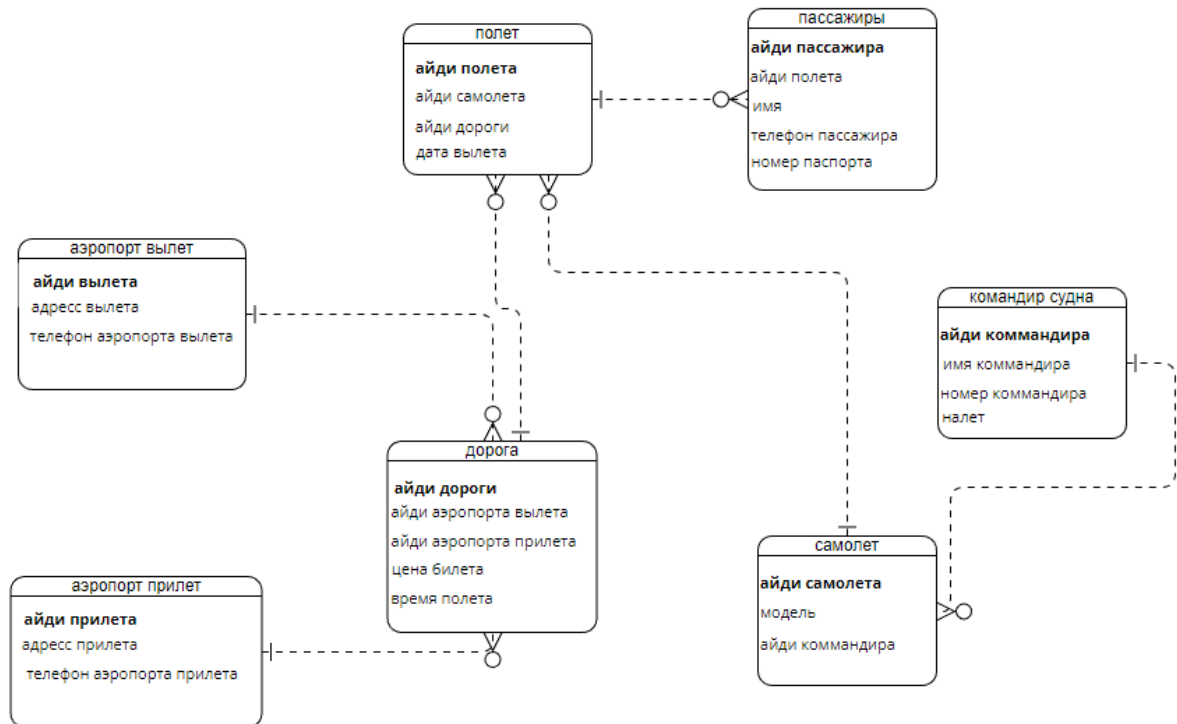 полет
айди полета
айди самолета
айди дороги
дата вылета
пассажиры
айди пассажира
айди полета
имя
телефон пассажира
номер паспорта
аэропорт вылет
айди вылета
адресс вылета
телефон аэропорта вылета
командир судна
айди коммандира
имя коммандира
номер коммандира
налет
дорога
айди дороги
айди аэропорта вылета
айди аэропорта прилета
цена билета
время полета
самолет
айди самолета
модель
айди коммандира
аэропорт прилет
айди прилета
адресс прилета
телефон аэропорта прилета